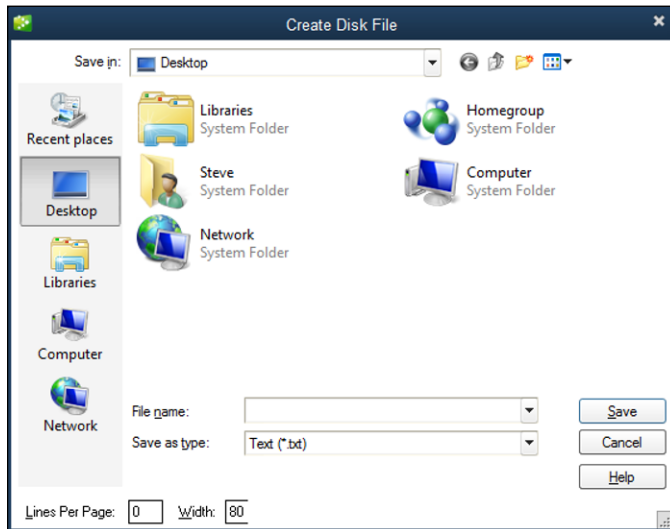 Create Disk File
Save in:
Desktop
Recent places
Desktop
Libraries
Computer
Network
Libraries
System Folder
Homegroup
System Folder
Steve
System Folder
Computer
System Folder
Network
System Folder
File name:
Save
Save as type:
Text (*.txt)
Cancel
Help
Lines Per Page:
0
Width:
80